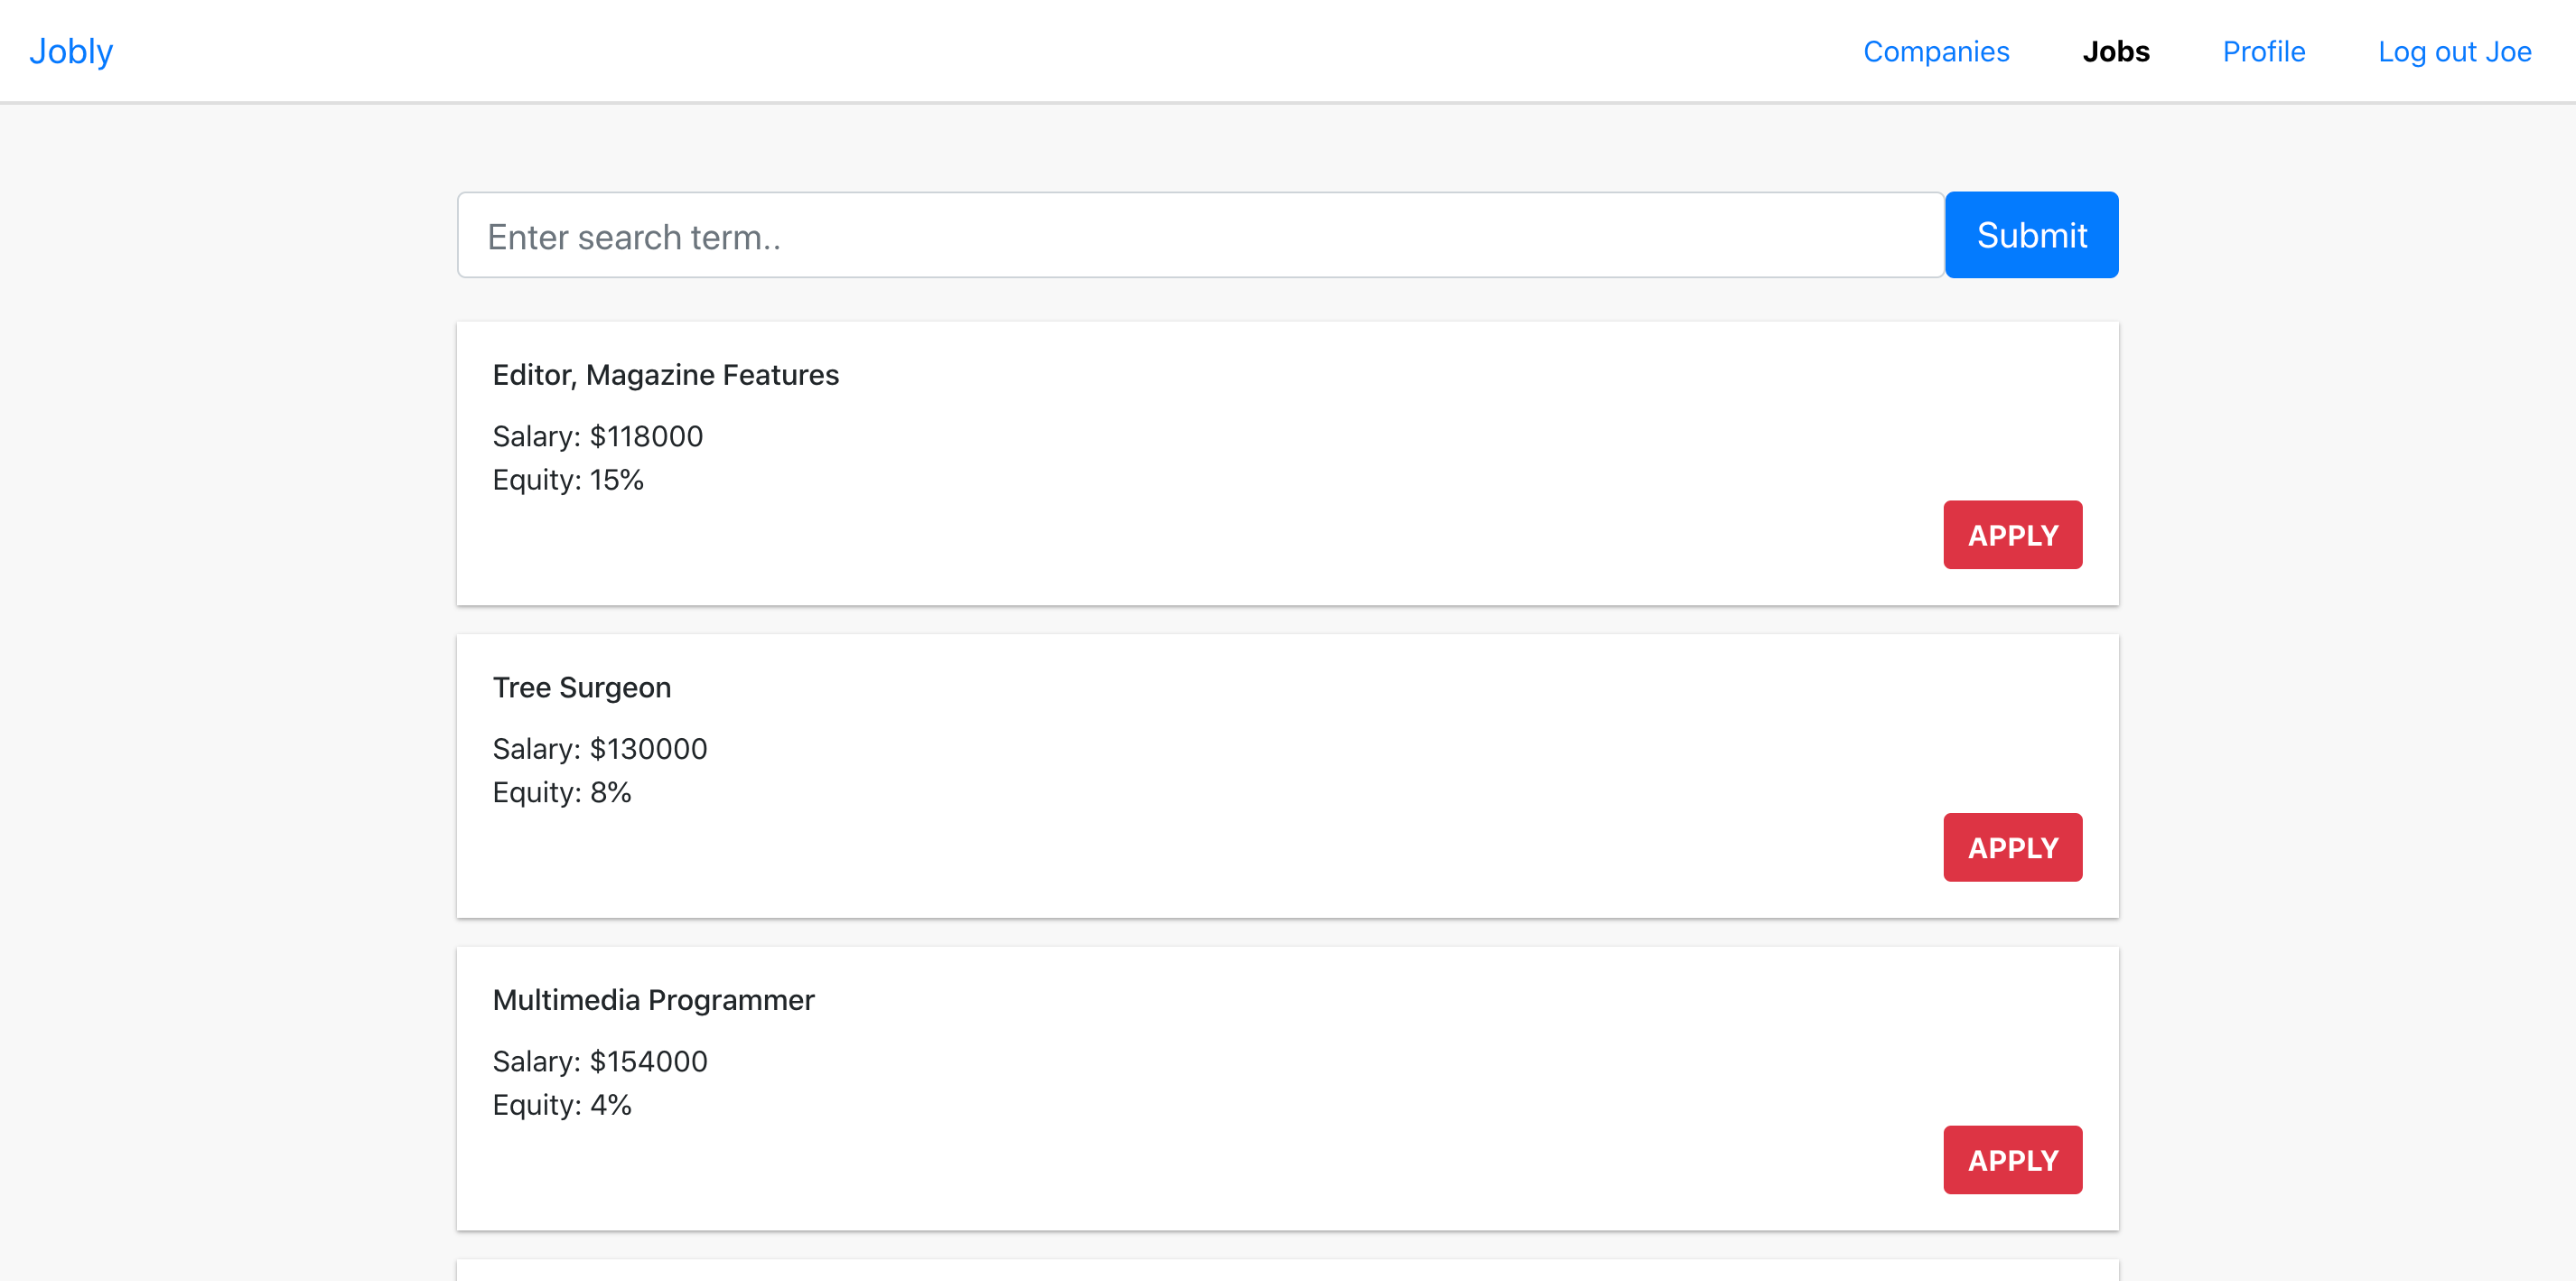 Jobly
Companies Jobs Profile Log out Joe
Enter search term.. Submit
Editor, Magazine Features
Salary: $118000
Equity: 15%
APPLY
Tree Surgeon
Salary: $130000
Equity: 8%
APPLY
Multimedia Programmer
Salary: $154000
Equity: 4%
APPLY